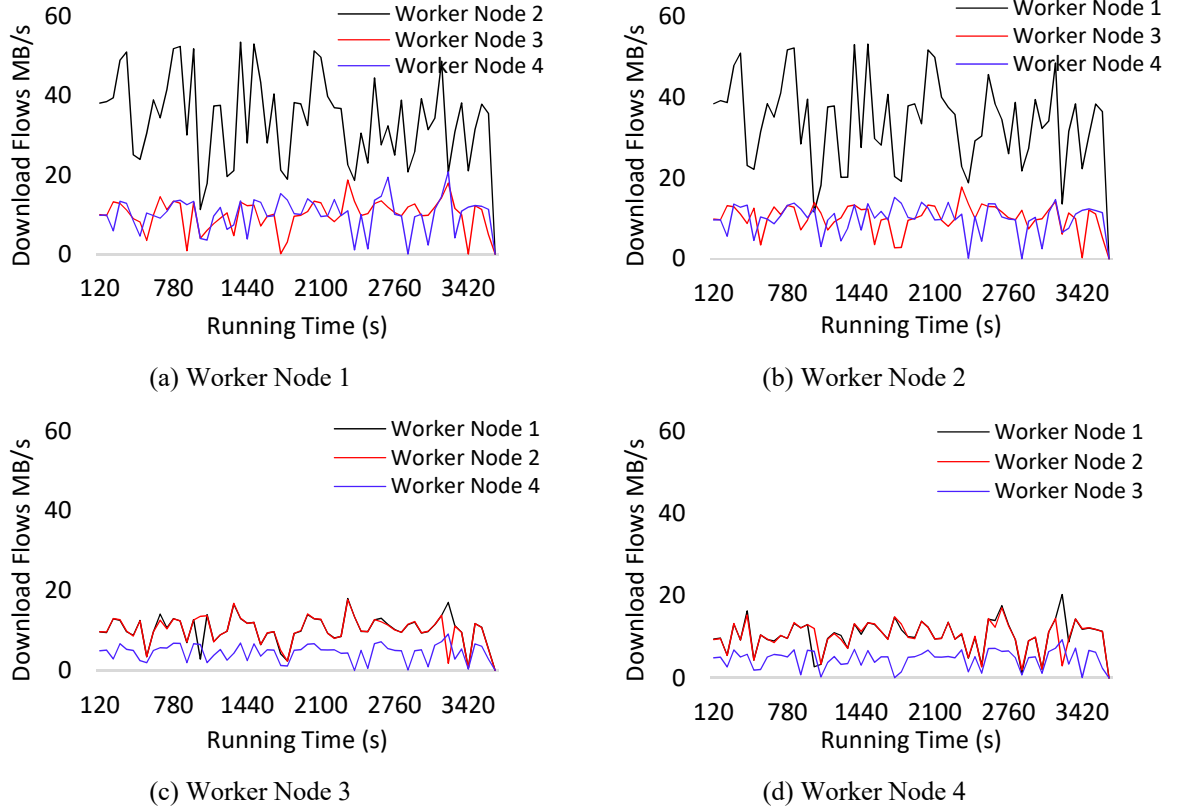 Download Flows MB/s
60
40
20
0
Worker Node 2
Worker Node 3
Worker Node 4
120 780 1440 2100 2760 3420
Running Time (s)
(a) Worker Node 1
Download Flows MB/s
60
40
20
0
Worker Node 1
Worker Node 3
Worker Node 4
120 780 1440 2100 2760 3420
Running Time (s)
(b) Worker Node 2
Download Flows MB/s
60
40
20
0
Worker Node 1
Worker Node 2
Worker Node 4
120 780 1440 2100 2760 3420
Running Time (s)
(c) Worker Node 3
Download Flows MB/s
60
40
20
0
Worker Node 1
Worker Node 2
Worker Node 3
120 780 1440 2100 2760 3420
Running Time (s)
(d) Worker Node 4